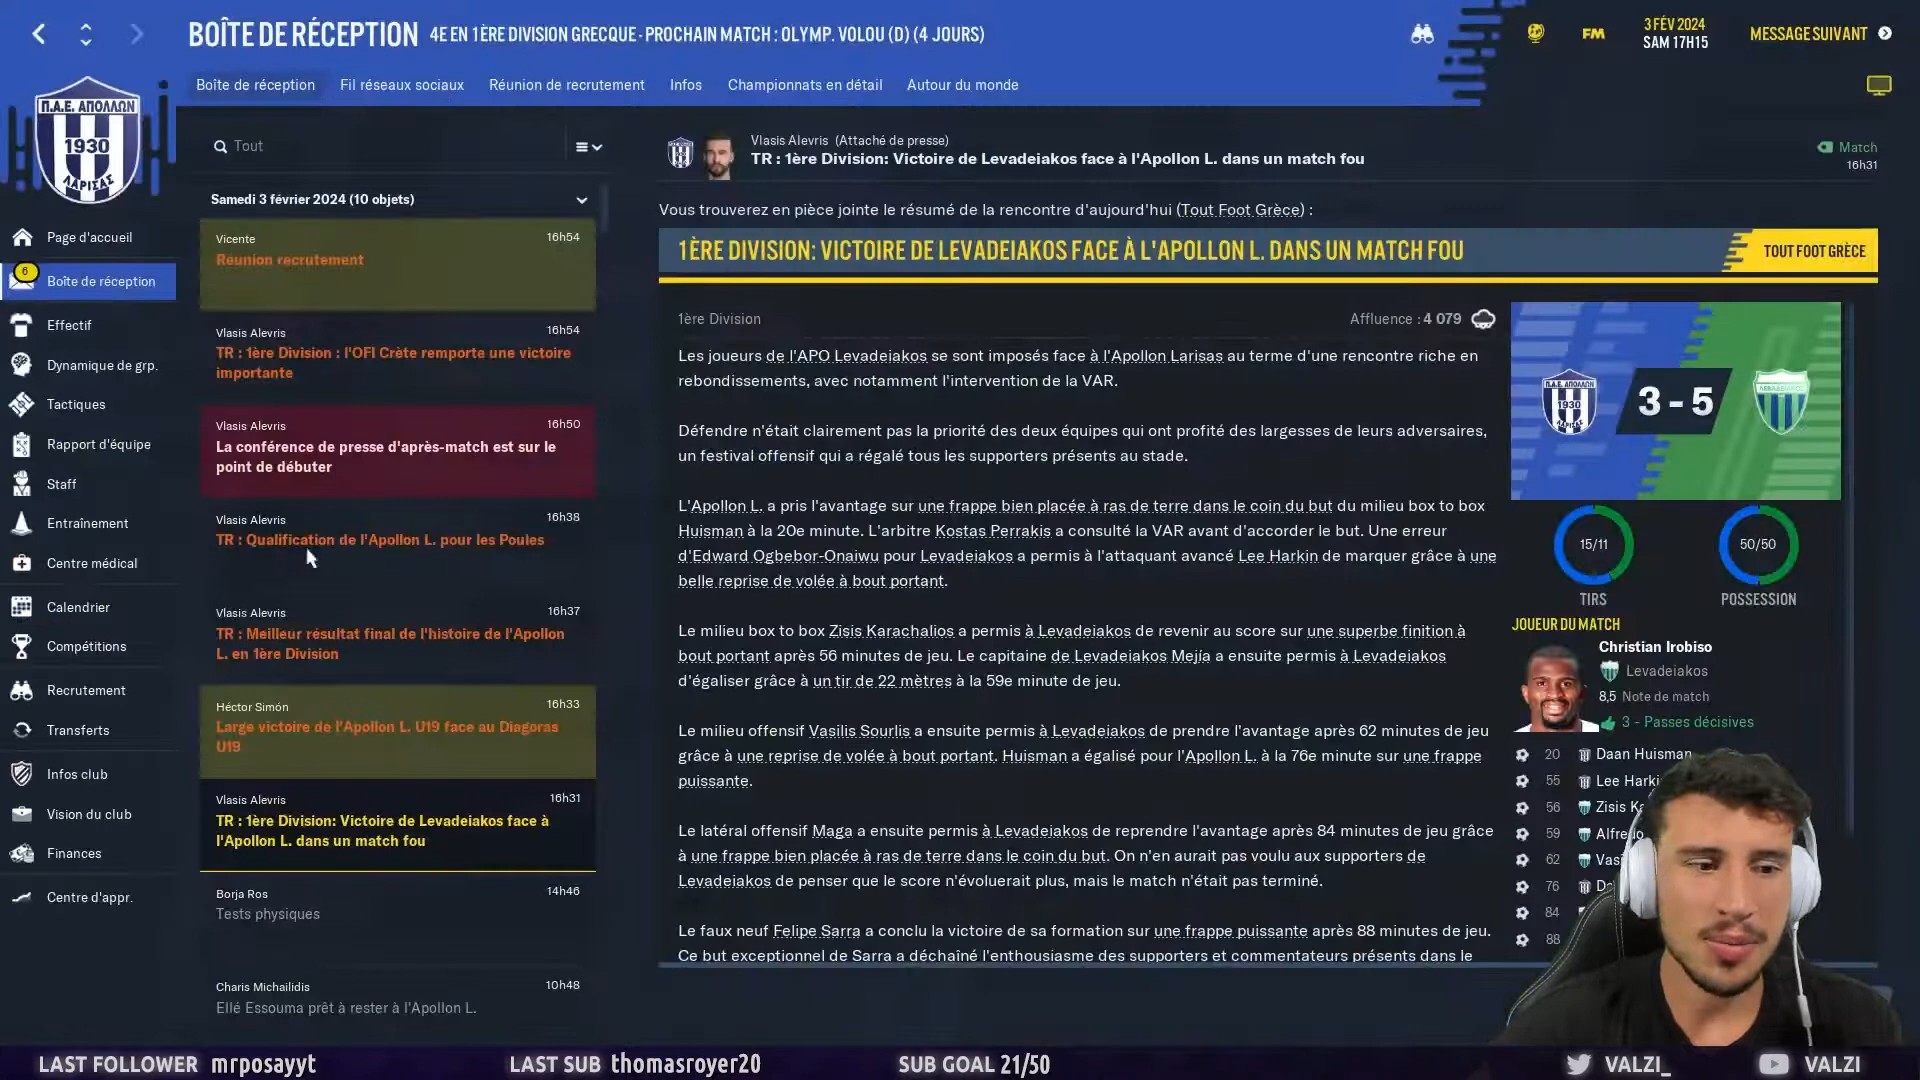 BOÎTE DE RÉCEPTION
4E EN 1ÈRE DIVISION GRECQUE - PROCHAIN MATCH : OLYMP. VOLOU (D) (4 JOURS)
FM
3 FÉV 2024
SAM 17H15
MESSAGE SUIVANT
Boîte de réception
Fil réseaux sociaux
Réunion de recrutement
Infos
Championnats en détail
Autour du monde
Π.Α.Ε. ΑΠΟΛΛΩΝ
1930
ΛΑΡΙΣΑΣ
Page d'accueil
6
Boîte de réception
Effectif
Dynamique de grp.
Tactiques
Rapport d'équipe
Staff
Entraînement
Centre médical
Calendrier
Compétitions
Recrutement
Transferts
Infos club
Vision du club
Finances
Centre d'appr.
Tout
Samedi 3 février 2024 (10 objets)
Vicente 16h54
Réunion recrutement
Vlasis Alevris 16h54
TR : 1ère Division : l'OFI Crète remporte une victoire
importante
Vlasis Alevris 16h50
La conférence de presse d'après-match est sur le
point de débuter
Vlasis Alevris 16h38
TR : Qualification de l'Apollon L. pour les Poules
Vlasis Alevris 16h37
TR : Meilleur résultat final de l'histoire de l'Apollon
L. en 1ère Division
Héctor Simón 16h33
Large victoire de l'Apollon L. U19 face au Diagoras
U19
Vlasis Alevris 16h31
TR : 1ère Division: Victoire de Levadeiakos face à
l'Apollon L. dans un match fou
Borja Ros 14h46
Tests physiques
Charis Michailidis 10h48
Ellé Essouma prêt à rester à l'Apollon L.
Vlasis Alevris (Attaché de presse)
TR : 1ère Division: Victoire de Levadeiakos face à l'Apollon L. dans un match fou
Match
16h31
Vous trouverez en pièce jointe le résumé de la rencontre d'aujourd'hui (Tout Foot Grèce) :
1ÈRE DIVISION: VICTOIRE DE LEVADEIAKOS FACE À L'APOLLON L. DANS UN MATCH FOU
TOUT FOOT GRÈCE
1ère Division
Affluence : 4 079
Les joueurs de l'APO Levadeiakos se sont imposés face à l'Apollon Larisas au terme d'une rencontre riche en
rebondissements, avec notamment l'intervention de la VAR.
Défendre n'était clairement pas la priorité des deux équipes qui ont profité des largesses de leurs adversaires,
un festival offensif qui a régalé tous les supporters présents au stade.
L'Apollon L. a pris l'avantage sur une frappe bien placée à ras de terre dans le coin du but du milieu box to box
Huisman à la 20e minute. L'arbitre Kostas Perrakis a consulté la VAR avant d'accorder le but. Une erreur
d'Edward Ogbebor-Onaiwu pour Levadeiakos a permis à l'attaquant avancé Lee Harkin de marquer grâce à une
belle reprise de volée à bout portant.
Le milieu box to box Zisis Karachalios a permis à Levadeiakos de revenir au score sur une superbe finition à
bout portant après 56 minutes de jeu. Le capitaine de Levadeiakos Mejía a ensuite permis à Levadeiakos
d'égaliser grâce à un tir de 22 mètres à la 59e minute de jeu.
Le milieu offensif Vasilis Sourlis a ensuite permis à Levadeiakos de prendre l'avantage après 62 minutes de jeu
grâce à une reprise de volée à bout portant. Huisman a égalisé pour l'Apollon L. à la 76e minute sur une frappe
puissante.
Le latéral offensif Maga a ensuite permis à Levadeiakos de reprendre l'avantage après 84 minutes de jeu grâce
à une frappe bien placée à ras de terre dans le coin du but. On n'en aurait pas voulu aux supporters de
Levadeiakos de penser que le score n'évoluerait plus, mais le match n'était pas terminé.
Le faux neuf Felipe Sarra a conclu la victoire de sa formation sur une frappe puissante après 88 minutes de jeu.
Ce but exceptionnel de Sarra a déchaîné l'enthousiasme des supporters et commentateurs présents dans le
3 - 5
15/11
TIRS
50/50
POSSESSION
JOUEUR DU MATCH
Christian Irobiso
Levadeiakos
8,5 Note de match
3 - Passes décisives
20 Daan Huisman
55 Lee Harki
56 Zisis Ka
59 Alfredo
62 Vasi
76 D
84
88
LAST FOLLOWER mrposayyt
LAST SUB thomasroyer20
SUB GOAL 21/50
VALZI_
VALZI